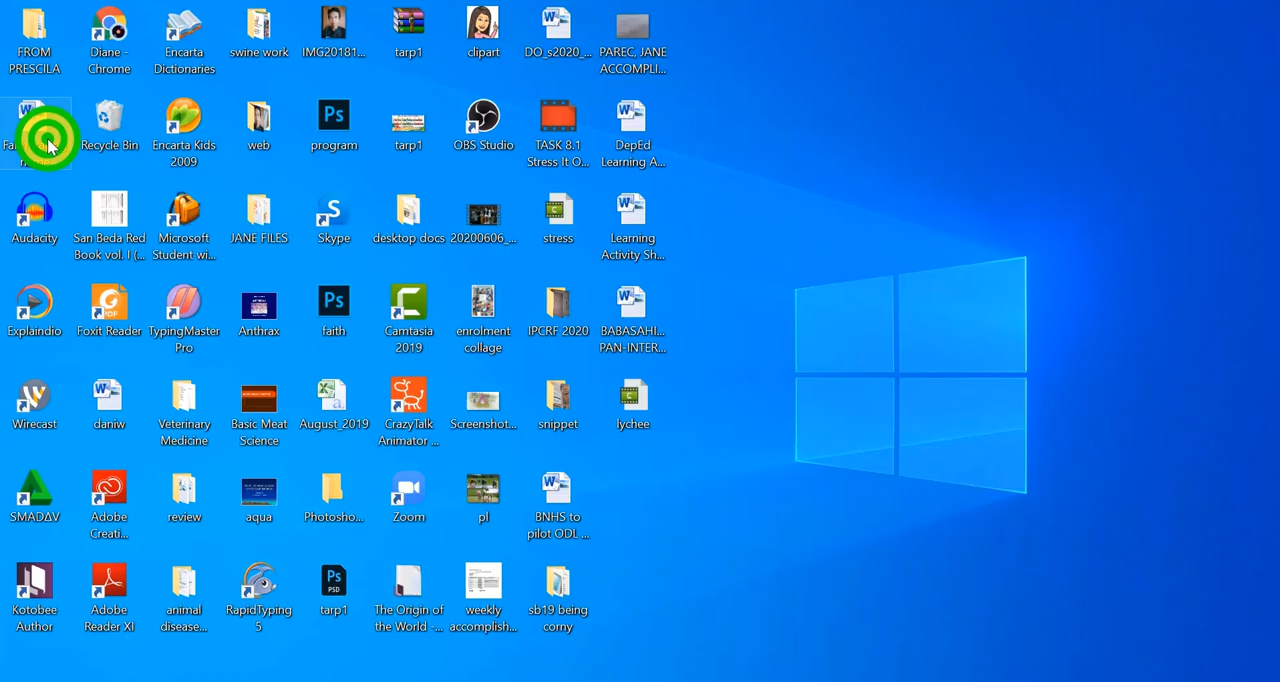 FROM
PRESCILA
Diane -
Chrome
Encarta
Dictionaries
swine work
IMG20181...
tarp1
clipart
DO_s2020_...
PAREC, JANE
ACCOMPLI...
Recycle Bin
Encarta Kids
2009
web
program
tarp1
OBS Studio
TASK 8.1
Stress It O...
DepEd
Learning A...
Audacity
San Beda Red
Book vol. I (...
Microsoft
Student wi...
JANE FILES
Skype
desktop docs
20200606_...
stress
Learning
Activity Sh...
Explaindio
Foxit Reader
TypingMaster
Pro
Anthrax
faith
Camtasia
2019
enrolment
collage
IPCRF 2020
BABASAHI...
PAN-INTER...
Wirecast
daniw
Veterinary
Medicine
Basic Meat
Science
August_2019
CrazyTalk
Animator ...
Screenshot...
snippet
lychee
SMADΔV
Adobe
Creati...
review
aqua
Photosho...
Zoom
pl
BNHS to
pilot ODL ...
Kotobee
Author
Adobe
Reader XI
animal
disease...
RapidTyping
5
tarp1
The Origin of
the World -...
weekly
accomplish...
sb19 being
corny